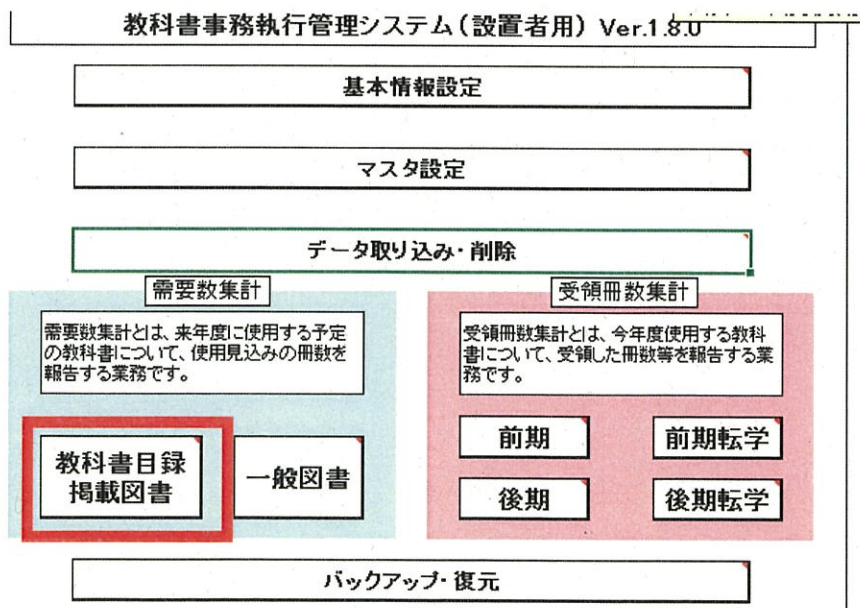 教科書事務執行管理システム(設置者用) Ver.1.8.0
基本情報設定
マスタ設定
データ取り込み・削除
需要数集計
需要数集計とは、来年度に使用する予定
の教科書について、使用見込みの冊数を
報告する業務です。
教科書目録
掲載図書
一般図書
受領冊数集計
受領冊数集計とは、今年度使用する教科
書について、受領した冊数等を報告する業
務です。
前期
前期転学
後期
後期転学
バックアップ・復元